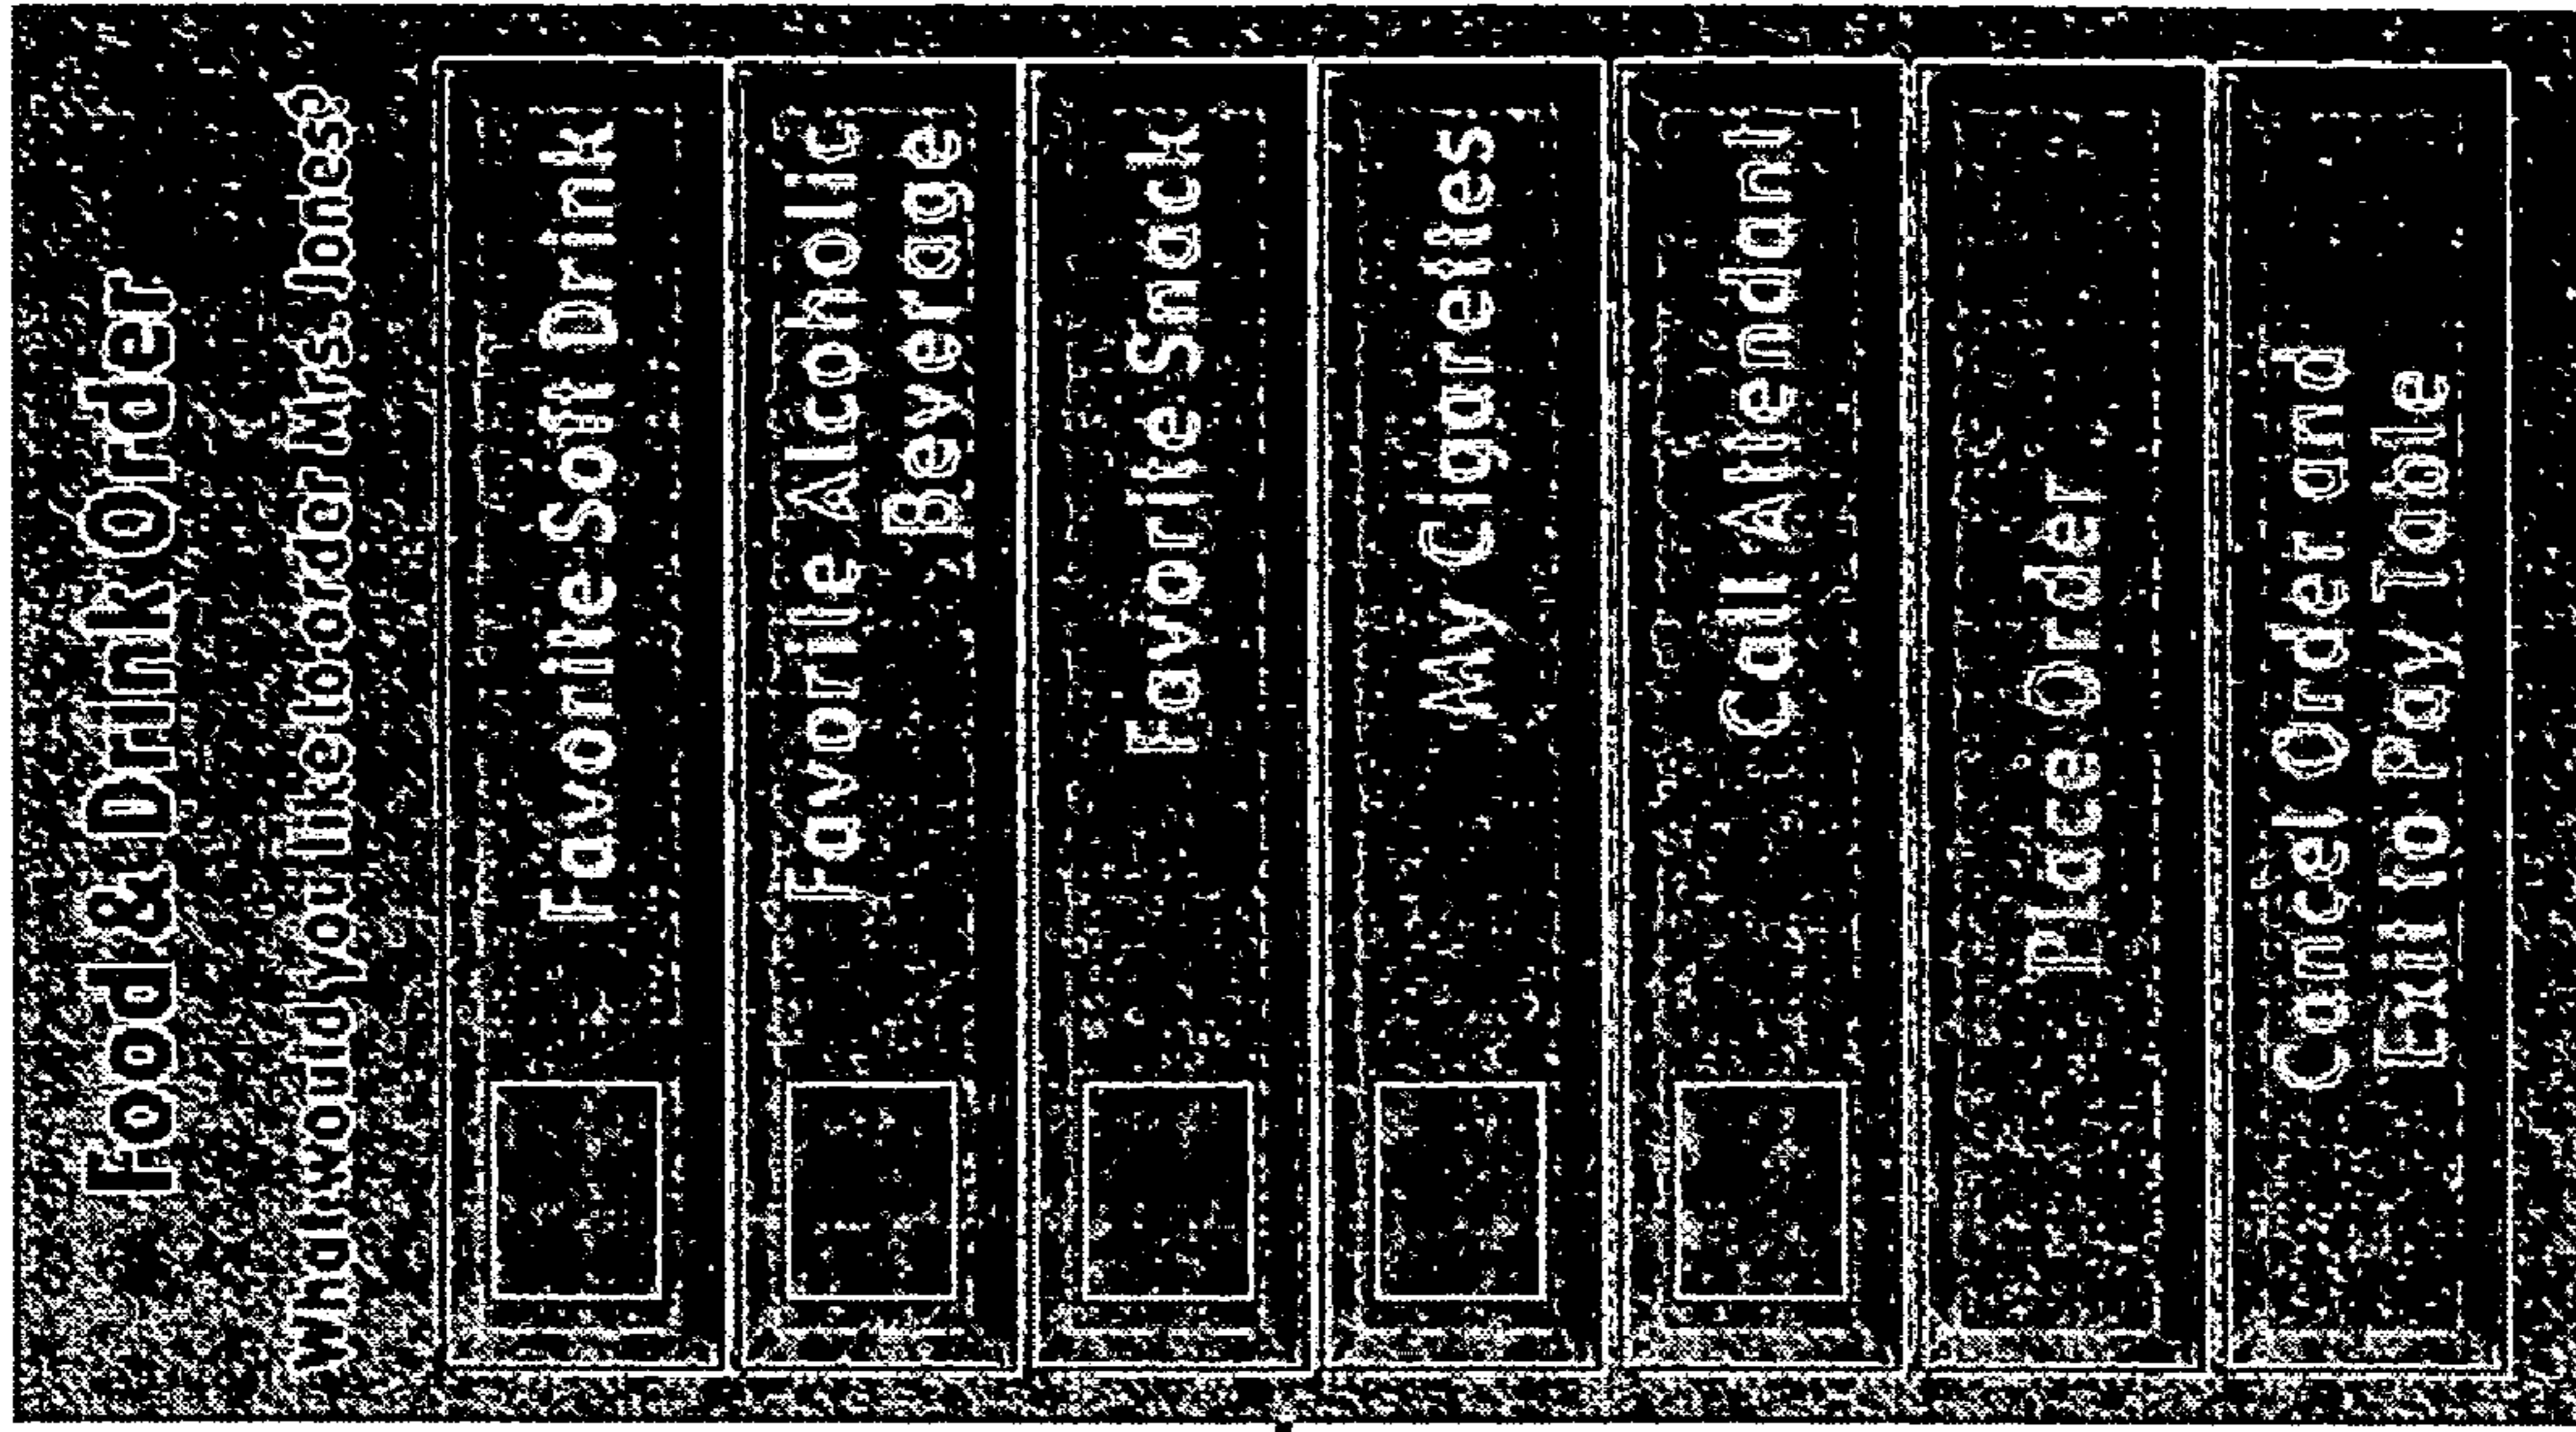 Food & Drink Order
What would you like to order Mrs. Jones?
Favorite Soft Drink
Favorite Alcoholic
Beverage
Favorite Snack
My Cigarettes
Call Attendant
Place Order
Cancel Order and
Exit to Pay Table